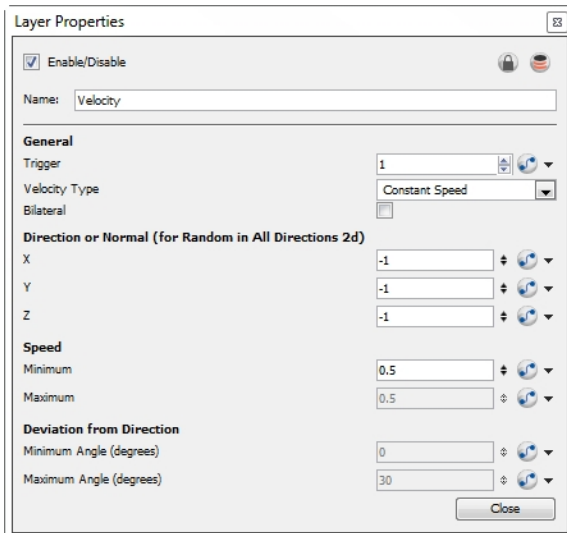 Layer Properties
Enable/Disable
Name: Velocity
General
Trigger 1
Velocity Type Constant Speed
Bilateral
Direction or Normal (for Random in All Directions 2d)
X -1
Y -1
Z -1
Speed
Minimum 0.5
Maximum 0.5
Deviation from Direction
Minimum Angle (degrees) 0
Maximum Angle (degrees) 30
Close